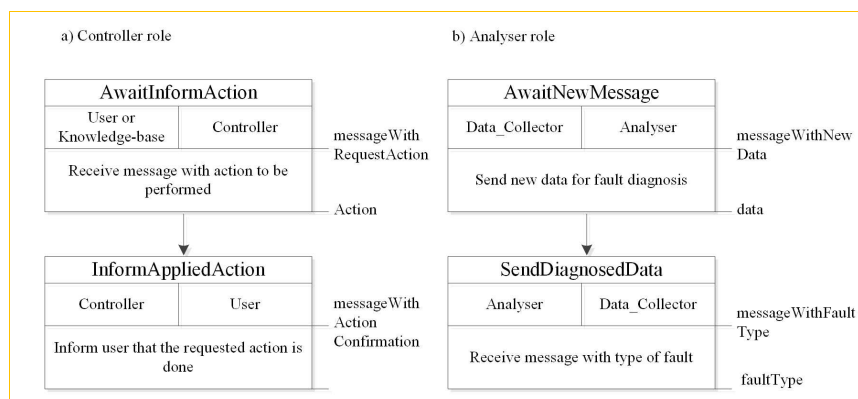 a) Controller role
AwaitInformAction
User or
Knowledge-base
Controller
messageWith
RequestAction
Receive message with action to be
performed
Action
InformAppliedAction
Controller
User
messageWith
Action
Confirmation
Inform user that the requested action is
done
b) Analyser role
AwaitNewMessage
Data_Collector
Analyser
messageWithNew
Data
Send new data for fault diagnosis
data
SendDiagnosedData
Analyser
Data_Collector
messageWithFault
Type
Receive message with type of fault
faultType